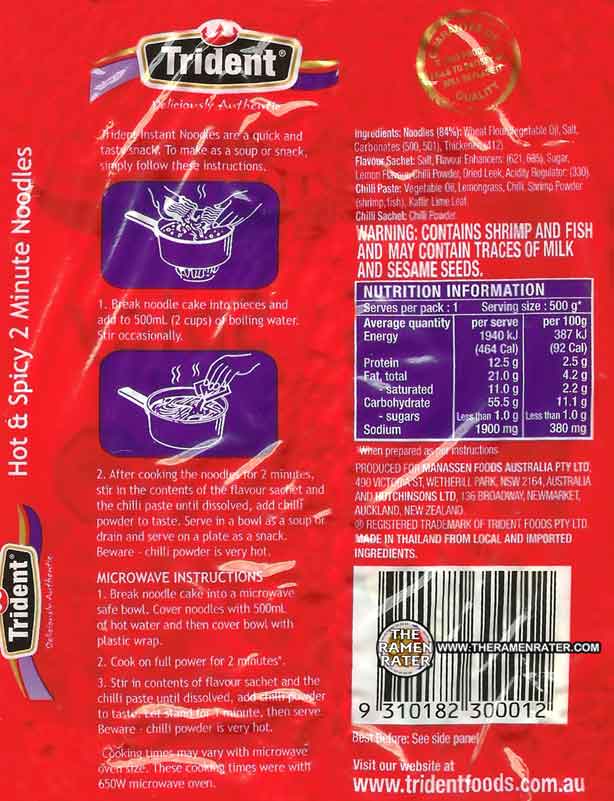 Trident®
Deliciously Authentic
Trident Instant Noodles are a quick and
tasty snack. To make as a soup or snack,
simply follow these instructions.
1. Break noodle cake into pieces and
add to 500mL (2 cups) of boiling water.
Stir occasionally.
2. After cooking the noodles for 2 minutes,
stir in the contents of the flavour sachet and
the chilli paste until dissolved, add chilli
powder to taste. Serve in a bowl as a soup or
drain and serve on a plate as a snack.
Beware - chilli powder is very hot.
MICROWAVE INSTRUCTIONS
1. Break noodle cake into a microwave
safe bowl. Cover noodles with 500mL
of hot water and then cover bowl with
plastic wrap.
2. Cook on full power for 2 minutes*.
3. Stir in contents of flavour sachet and the
chilli paste until dissolved, add chilli powder
to taste. Let stand for 1 minute, then serve.
Beware - chilli powder is very hot.
Cooking times may vary with microwave
oven size. These cooking times were with
650W microwave oven.
Hot & Spicy 2 Minute Noodles
Trident®
Deliciously Authentic
GUARANTEE OF
QUALITY
Ingredients: Noodles (84%): Wheat Flour, Vegetable Oil, Salt,
Carbonates (500, 501), Thickener (412)
Flavour Sachet: Salt, Flavour Enhancers: (621, 635), Sugar,
Lemon Flavour, Chilli Powder, Dried Leek, Acidity Regulator: (330).
Chilli Paste: Vegetable Oil, Lemongrass, Chilli, Shrimp Powder
(shrimp, fish), Kaffir Lime Leaf.
Chilli Sachet: Chilli Powder.
WARNING: CONTAINS SHRIMP AND FISH
AND MAY CONTAIN TRACES OF MILK
AND SESAME SEEDS.
NUTRITION INFORMATION
Serves per pack : 1 Serving size : 500 g*
Average quantity per serve per 100g
Energy 1940 kJ 387 kJ
(464 Cal) (92 Cal)
Protein 12.5 g 2.5 g
Fat, total 21.0 g 4.2 g
- saturated 11.0 g 2.2 g
Carbohydrate 55.5 g 11.1 g
- sugars Less than 1.0 g Less than 1.0 g
Sodium 1900 mg 380 mg
*When prepared as per instructions
PRODUCED FOR MANASSEN FOODS AUSTRALIA PTY LTD,
490 VICTORIA ST, WETHERILL PARK, NSW 2164, AUSTRALIA
AND HUTCHINSONS LTD, 136 BROADWAY, NEWMARKET,
AUCKLAND, NEW ZEALAND.
® REGISTERED TRADEMARK OF TRIDENT FOODS PTY LTD.
MADE IN THAILAND FROM LOCAL AND IMPORTED
INGREDIENTS.
THE
RAMEN
RATER
WWW.THERAMENRATER.COM
9 310182 300012
Best Before: See side panel
Visit our website at
www.tridentfoods.com.au